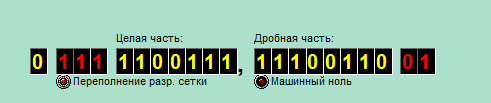 Целая часть: Дробная часть:
0 111 1100111, 11100110 01
Переполнение разр. сетки Машинный ноль